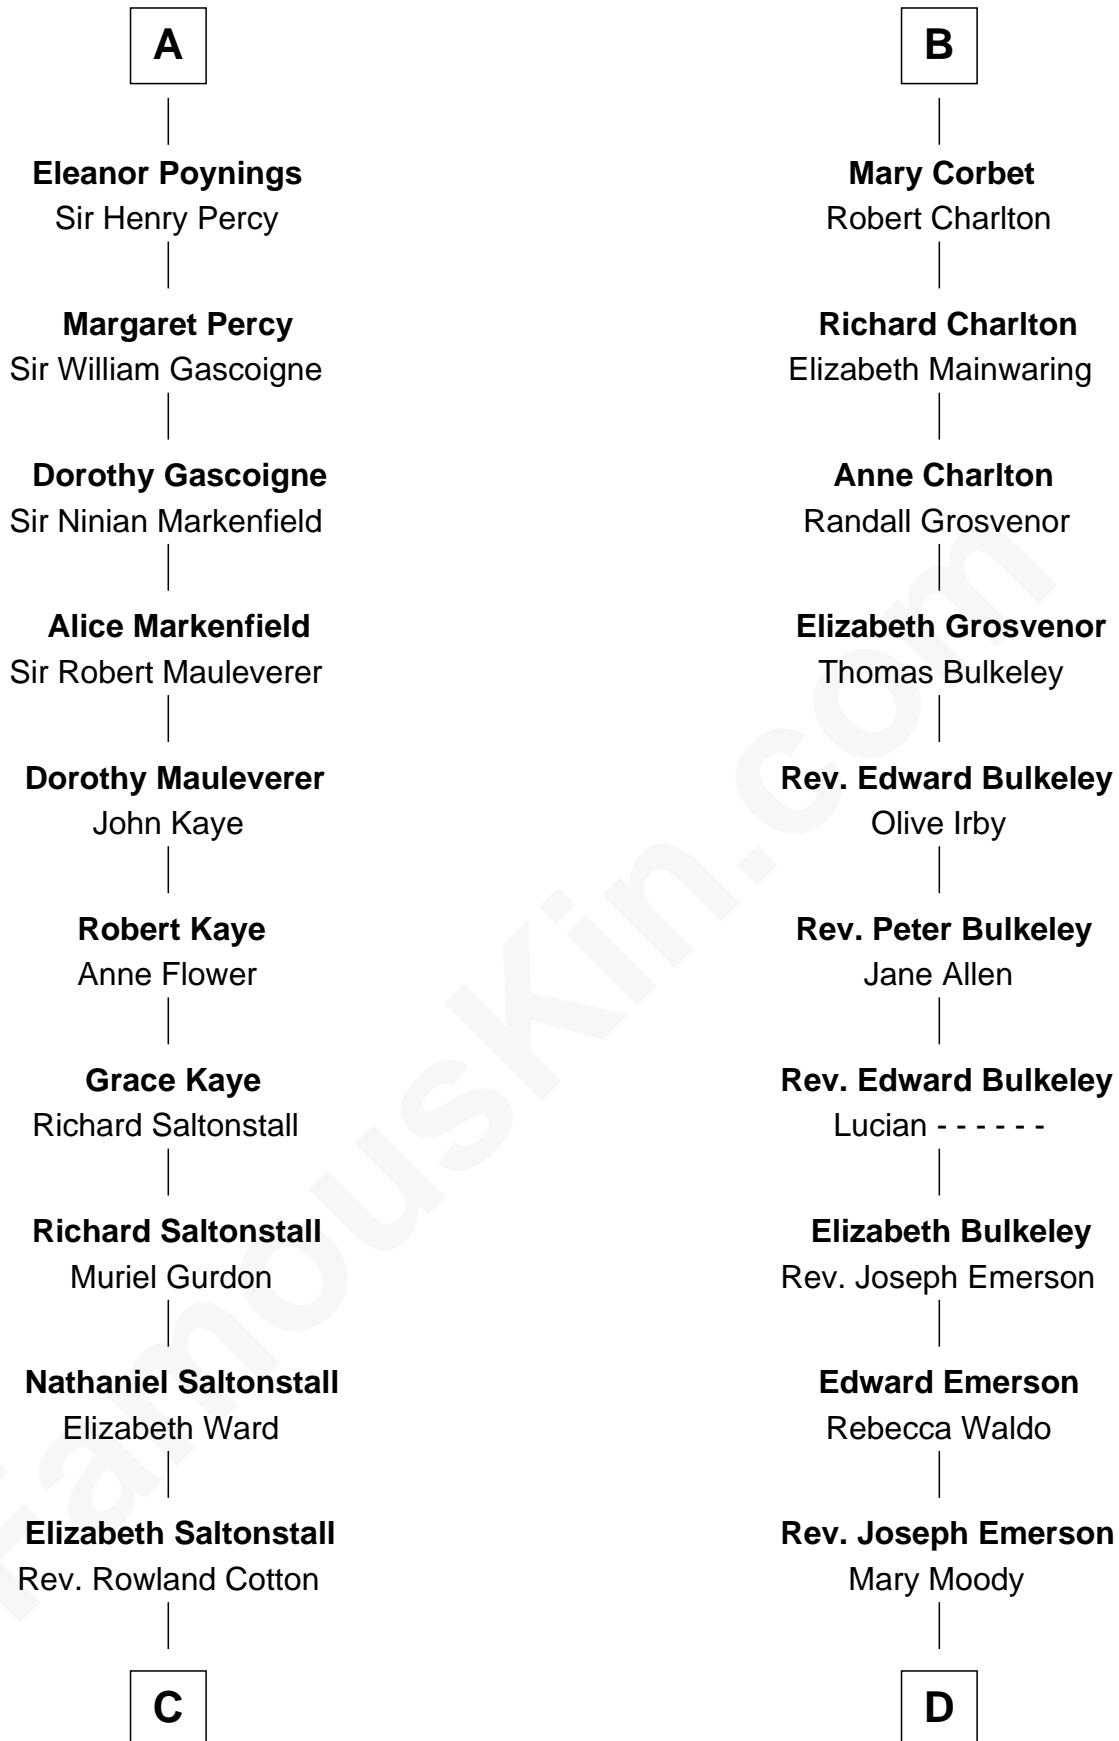 A
Eleanor Poynings
Sir Henry Percy
Margaret Percy
Sir William Gascoigne
Dorothy Gascoigne
Sir Ninian Markenfield
Alice Markenfield
Sir Robert Mauleverer
Dorothy Mauleverer
John Kaye
Robert Kaye
Anne Flower
Grace Kaye
Richard Saltonstall
Richard Saltonstall
Muriel Gurdon
Nathaniel Saltonstall
Elizabeth Ward
Elizabeth Saltonstall
Rev. Rowland Cotton
C
B
Mary Corbet
Robert Charlton
Richard Charlton
Elizabeth Mainwaring
Anne Charlton
Randall Grosvenor
Elizabeth Grosvenor
Thomas Bulkeley
Rev. Edward Bulkeley
Olive Irby
Rev. Peter Bulkeley
Jane Allen
Rev. Edward Bulkeley
Lucian - - - - - -
Elizabeth Bulkeley
Rev. Joseph Emerson
Edward Emerson
Rebecca Waldo
Rev. Joseph Emerson
Mary Moody
D
FamousKin.com